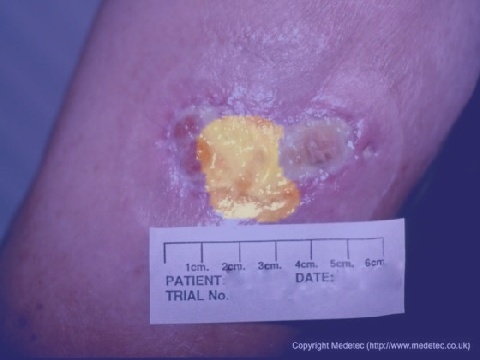 1cm. 2cm. 3cm. 4cm. 5cm. 6cm.
PATIENT: DATE:
TRIAL No.
Copyright Medetec (http://www.medetec.co.uk)